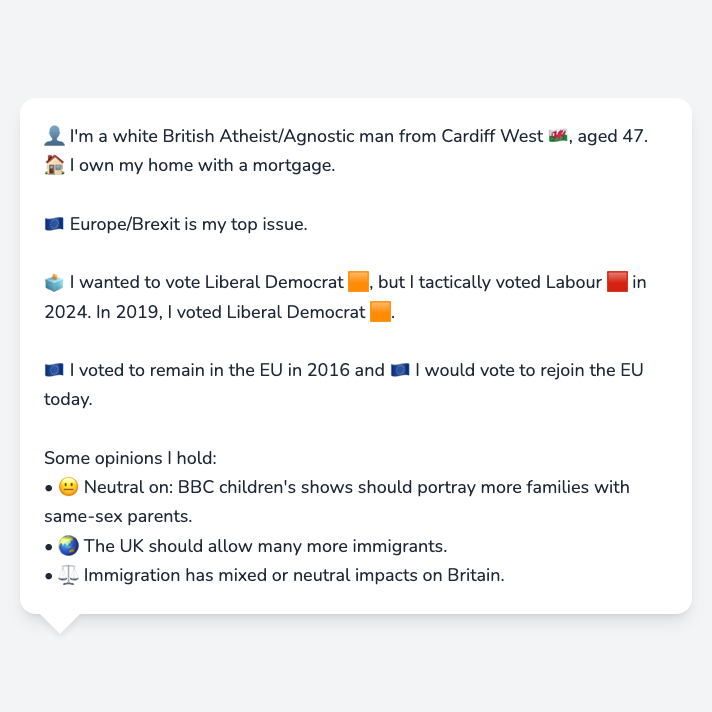 👤 I'm a white British Atheist/Agnostic man from Cardiff West 🏴󠁧󠁢󠁷󠁬󠁳󠁿, aged 47.
🏠 I own my home with a mortgage.
🇪🇺 Europe/Brexit is my top issue.
🗳️ I wanted to vote Liberal Democrat 🟧, but I tactically voted Labour 🟥 in
2024. In 2019, I voted Liberal Democrat 🟧.
🇪🇺 I voted to remain in the EU in 2016 and 🇪🇺 I would vote to rejoin the EU
today.
Some opinions I hold:
• 😐 Neutral on: BBC children's shows should portray more families with
same-sex parents.
• 🌏 The UK should allow many more immigrants.
• ⚖️ Immigration has mixed or neutral impacts on Britain.